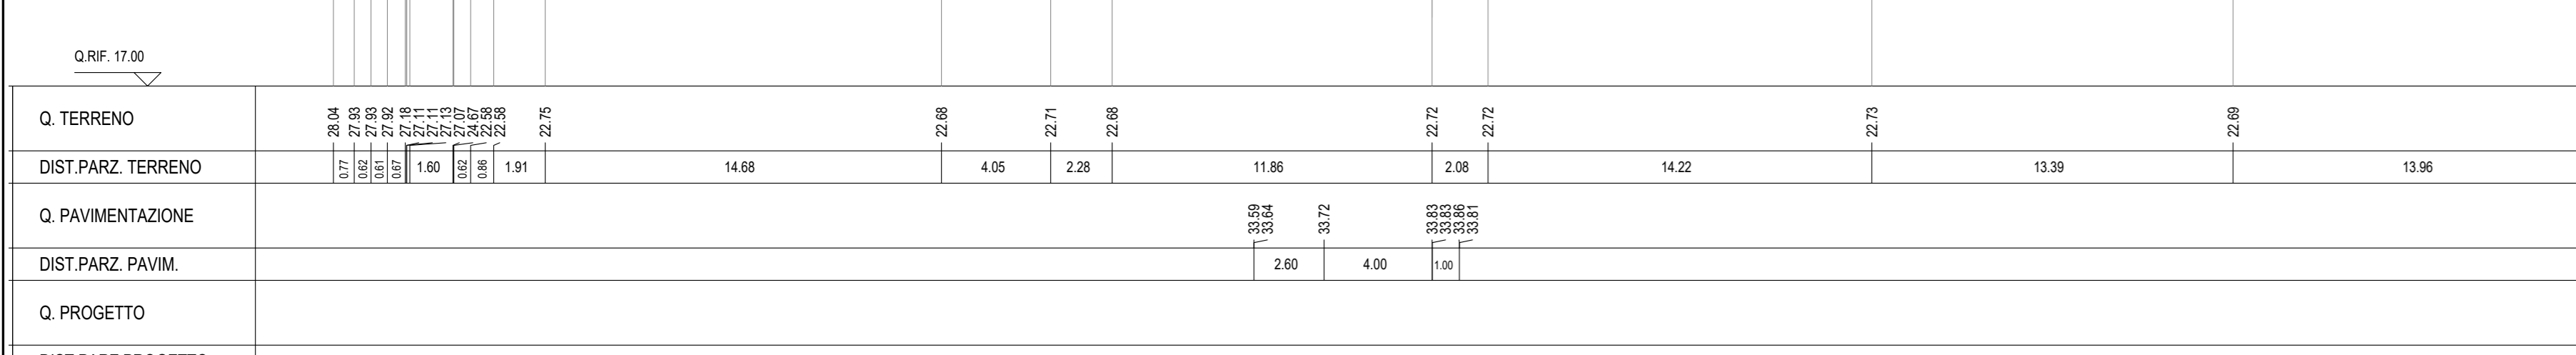 Q.RIF. 17.00
Q. TERRENO 28.04 27.93 27.93 27.92 27.18 27.11 27.11 27.13 27.07 24.67 22.58 22.58 22.75 22.68 22.71 22.68 22.72 22.72 22.73 22.69
DIST.PARZ. TERRENO 0.77 0.62 0.61 0.67 1.60 0.62 0.86 1.91 14.68 4.05 2.28 11.86 2.08 14.22 13.39 13.96
Q. PAVIMENTAZIONE 33.59 33.64 33.72 33.83 33.83 33.86 33.81
DIST.PARZ. PAVIM. 2.60 4.00 1.00
Q. PROGETTO